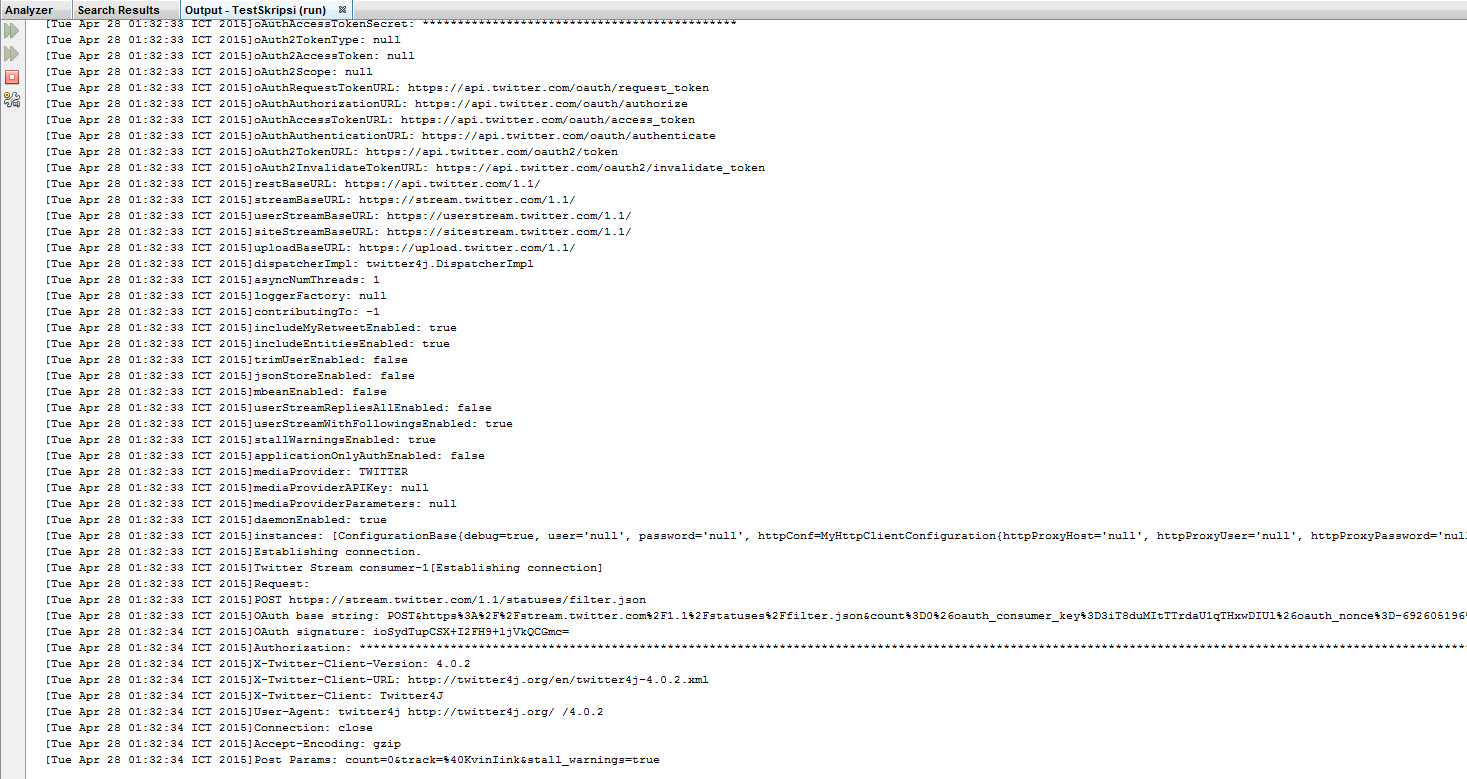 Analyzer Search Results Output - TestSkripsi (run)
[Tue Apr 28 01:32:33 ICT 2015]oAuthAccessTokenSecret: *********************************************
[Tue Apr 28 01:32:33 ICT 2015]oAuth2TokenType: null
[Tue Apr 28 01:32:33 ICT 2015]oAuth2AccessToken: null
[Tue Apr 28 01:32:33 ICT 2015]oAuth2Scope: null
[Tue Apr 28 01:32:33 ICT 2015]oAuthRequestTokenURL: https://api.twitter.com/oauth/request_token
[Tue Apr 28 01:32:33 ICT 2015]oAuthAuthorizationURL: https://api.twitter.com/oauth/authorize
[Tue Apr 28 01:32:33 ICT 2015]oAuthAccessTokenURL: https://api.twitter.com/oauth/access_token
[Tue Apr 28 01:32:33 ICT 2015]oAuthAuthenticationURL: https://api.twitter.com/oauth/authenticate
[Tue Apr 28 01:32:33 ICT 2015]oAuth2TokenURL: https://api.twitter.com/oauth2/token
[Tue Apr 28 01:32:33 ICT 2015]oAuth2InvalidateTokenURL: https://api.twitter.com/oauth2/invalidate_token
[Tue Apr 28 01:32:33 ICT 2015]restBaseURL: https://api.twitter.com/1.1/
[Tue Apr 28 01:32:33 ICT 2015]streamBaseURL: https://stream.twitter.com/1.1/
[Tue Apr 28 01:32:33 ICT 2015]userStreamBaseURL: https://userstream.twitter.com/1.1/
[Tue Apr 28 01:32:33 ICT 2015]siteStreamBaseURL: https://sitestream.twitter.com/1.1/
[Tue Apr 28 01:32:33 ICT 2015]uploadBaseURL: https://upload.twitter.com/1.1/
[Tue Apr 28 01:32:33 ICT 2015]dispatcherImpl: twitter4j.DispatcherImpl
[Tue Apr 28 01:32:33 ICT 2015]asyncNumThreads: 1
[Tue Apr 28 01:32:33 ICT 2015]loggerFactory: null
[Tue Apr 28 01:32:33 ICT 2015]contributingTo: -1
[Tue Apr 28 01:32:33 ICT 2015]includeMyRetweetEnabled: true
[Tue Apr 28 01:32:33 ICT 2015]includeEntitiesEnabled: true
[Tue Apr 28 01:32:33 ICT 2015]trimUserEnabled: false
[Tue Apr 28 01:32:33 ICT 2015]jsonStoreEnabled: false
[Tue Apr 28 01:32:33 ICT 2015]mbeanEnabled: false
[Tue Apr 28 01:32:33 ICT 2015]userStreamRepliesAllEnabled: false
[Tue Apr 28 01:32:33 ICT 2015]userStreamWithFollowingsEnabled: true
[Tue Apr 28 01:32:33 ICT 2015]stallWarningsEnabled: true
[Tue Apr 28 01:32:33 ICT 2015]applicationOnlyAuthEnabled: false
[Tue Apr 28 01:32:33 ICT 2015]mediaProvider: TWITTER
[Tue Apr 28 01:32:33 ICT 2015]mediaProviderAPIKey: null
[Tue Apr 28 01:32:33 ICT 2015]mediaProviderParameters: null
[Tue Apr 28 01:32:33 ICT 2015]daemonEnabled: true
[Tue Apr 28 01:32:33 ICT 2015]instances: [ConfigurationBase{debug=true, user='null', password='null', httpConf=MyHttpClientConfiguration{httpProxyHost='null', httpProxyUser='null', httpProxyPassword='nul
[Tue Apr 28 01:32:33 ICT 2015]Establishing connection.
[Tue Apr 28 01:32:33 ICT 2015]Twitter Stream consumer-1[Establishing connection]
[Tue Apr 28 01:32:33 ICT 2015]Request:
[Tue Apr 28 01:32:33 ICT 2015]POST https://stream.twitter.com/1.1/statuses/filter.json
[Tue Apr 28 01:32:33 ICT 2015]OAuth base string: POST&https%3A%2F%2Fstream.twitter.com%2F1.1%2Fstatuses%2Ffilter.json&count%3D0%26oauth_consumer_key%3D3iT8duMItTTrdaU1qTHxwDIUl%26oauth_nonce%3D-692605196
[Tue Apr 28 01:32:34 ICT 2015]OAuth signature: ioSydTupCSX+I2FH9+ljVkQCGmc=
[Tue Apr 28 01:32:34 ICT 2015]Authorization: ***************************************************************************************************************************************************************
[Tue Apr 28 01:32:34 ICT 2015]X-Twitter-Client-Version: 4.0.2
[Tue Apr 28 01:32:34 ICT 2015]X-Twitter-Client-URL: http://twitter4j.org/en/twitter4j-4.0.2.xml
[Tue Apr 28 01:32:34 ICT 2015]X-Twitter-Client: Twitter4J
[Tue Apr 28 01:32:34 ICT 2015]User-Agent: twitter4j http://twitter4j.org/ /4.0.2
[Tue Apr 28 01:32:34 ICT 2015]Connection: close
[Tue Apr 28 01:32:34 ICT 2015]Accept-Encoding: gzip
[Tue Apr 28 01:32:34 ICT 2015]Post Params: count=0&track=%40KvinIink&stall_warnings=true